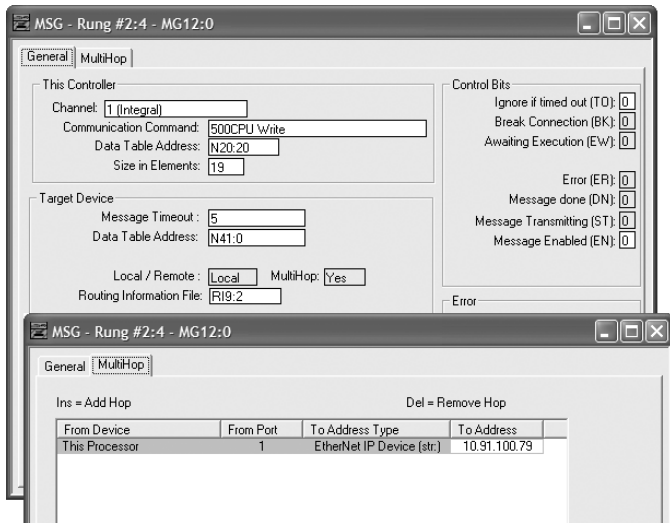 MSG - Rung #2:4 - MG12:0
General MultiHop
This Controller
Channel: 1 (Integral)
Communication Command: 500CPU Write
Data Table Address: N20:20
Size in Elements: 19
Target Device
Message Timeout : 5
Data Table Address: N41:0
Local / Remote : Local MultiHop: Yes
Routing Information File: RI9:2
Control Bits
Ignore if timed out (TO): 0
Break Connection (BK): 0
Awaiting Execution (EW): 0
Error (ER): 0
Message done (DN): 0
Message Transmitting (ST): 0
Message Enabled (EN): 0
Error
MSG - Rung #2:4 - MG12:0
General MultiHop
Ins = Add Hop Del = Remove Hop
From Device From Port To Address Type To Address
This Processor 1 EtherNet IP Device (str:) 10.91.100.79